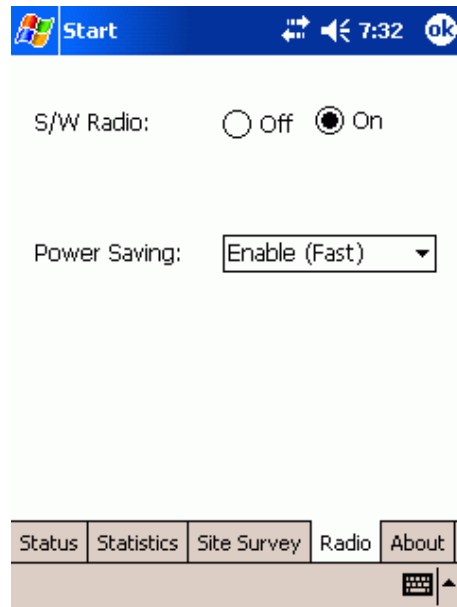 Start 7:32 ok
S/W Radio: Off On
Power Saving: Enable (Fast)
Status Statistics Site Survey Radio About